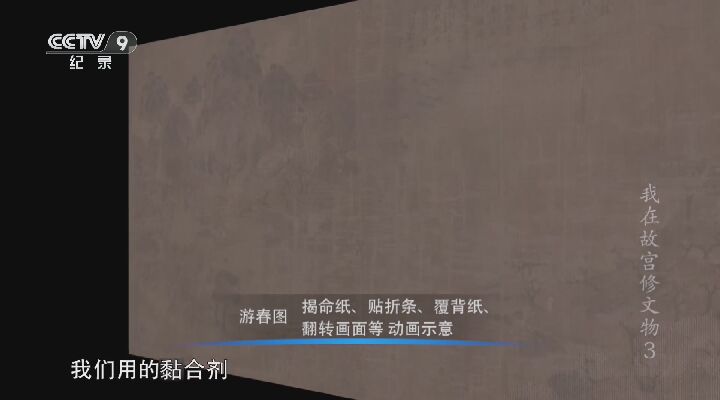 CCTV 9
纪录
我在故宫修文物3
游春图
揭命纸、贴折条、覆背纸、
翻转画面等 动画示意
我们用的黏合剂